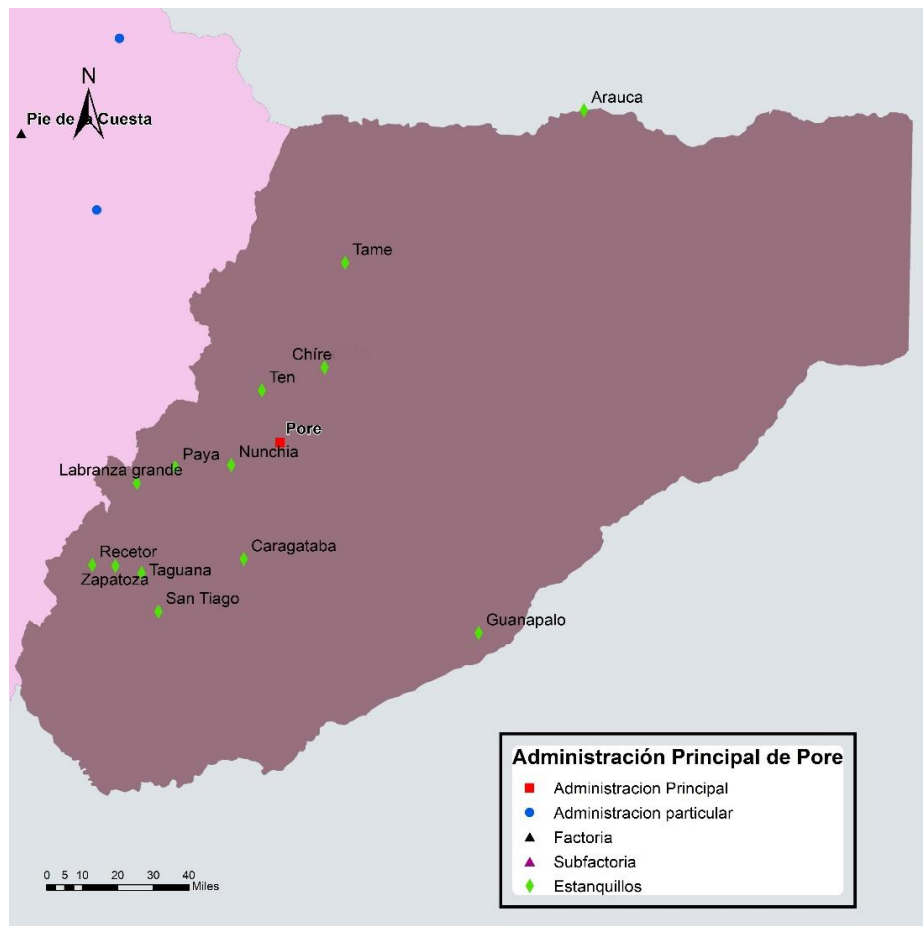 Arauca
N
Pie de la Cuesta
Tame
Chíre
Ten
Pore
Paya
Nunchia
Labranza grande
Caragataba
Recetor
Zapatoza
Taguana
San Tiago
Guanapalo
Administración Principal de Pore
Administracion Principal
Administracion particular
Factoria
Subfactoria
Estanquillos
0 5 10 20 30 40
Miles